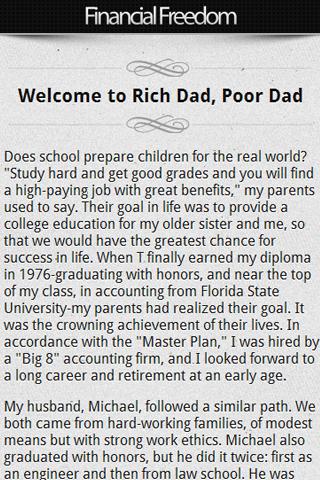 Financial Freedom
Welcome to Rich Dad, Poor Dad
Does school prepare children for the real world?
"Study hard and get good grades and you will find
a high-paying job with great benefits," my parents
used to say. Their goal in life was to provide a
college education for my older sister and me, so
that we would have the greatest chance for
success in life. When T finally earned my diploma
in 1976-graduating with honors, and near the top
of my class, in accounting from Florida State
University-my parents had realized their goal. It
was the crowning achievement of their lives. In
accordance with the "Master Plan," I was hired by
a "Big 8" accounting firm, and I looked forward to
a long career and retirement at an early age.
My husband, Michael, followed a similar path. We
both came from hard-working families, of modest
means but with strong work ethics. Michael also
graduated with honors, but he did it twice: first as
an engineer and then from law school. He was